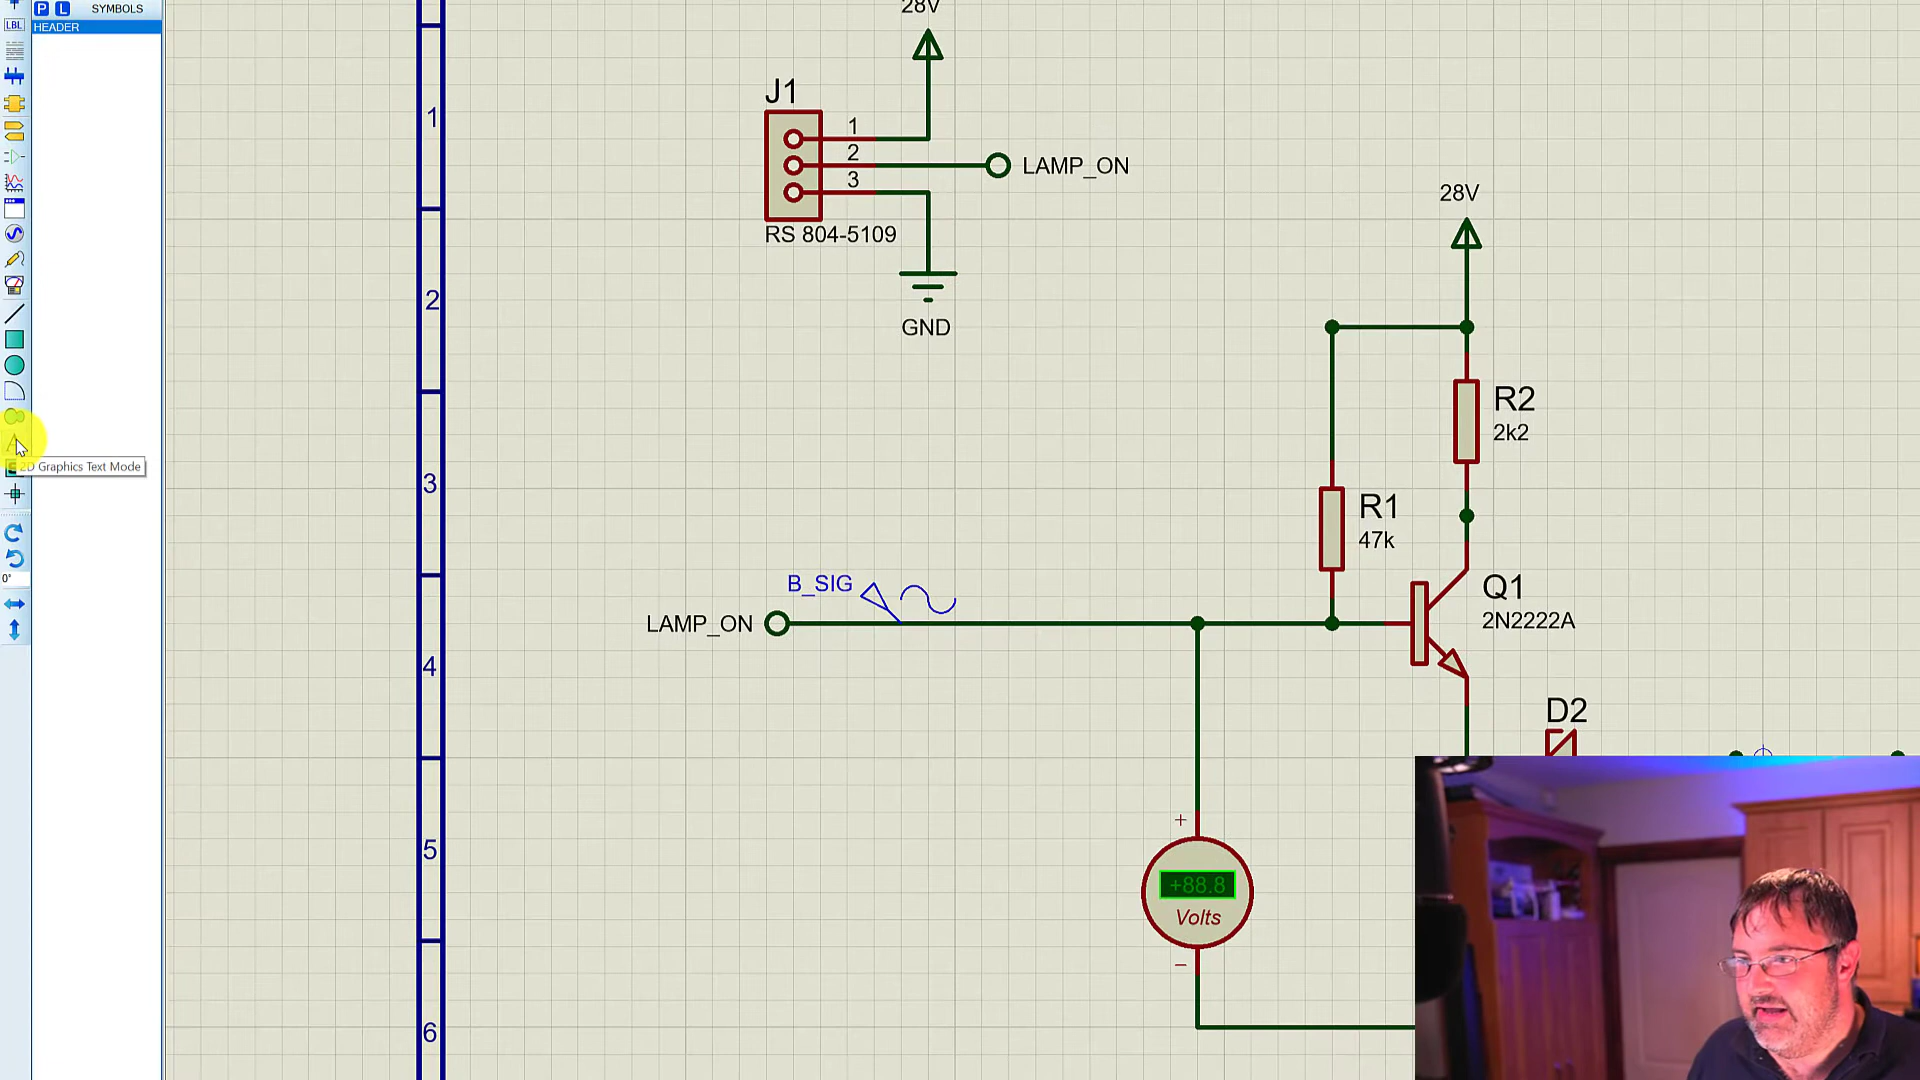 SYMBOLS
P L
HEADER
LBL
28V
J1
1
2
3
LAMP_ON
RS 804-5109
GND
28V
R2
2k2
R1
47k
Q1
2N2222A
B_SIG
LAMP_ON
D2
+
+88.8
Volts
−
1
2
3
4
5
6
A
2D Graphics Text Mode
0°